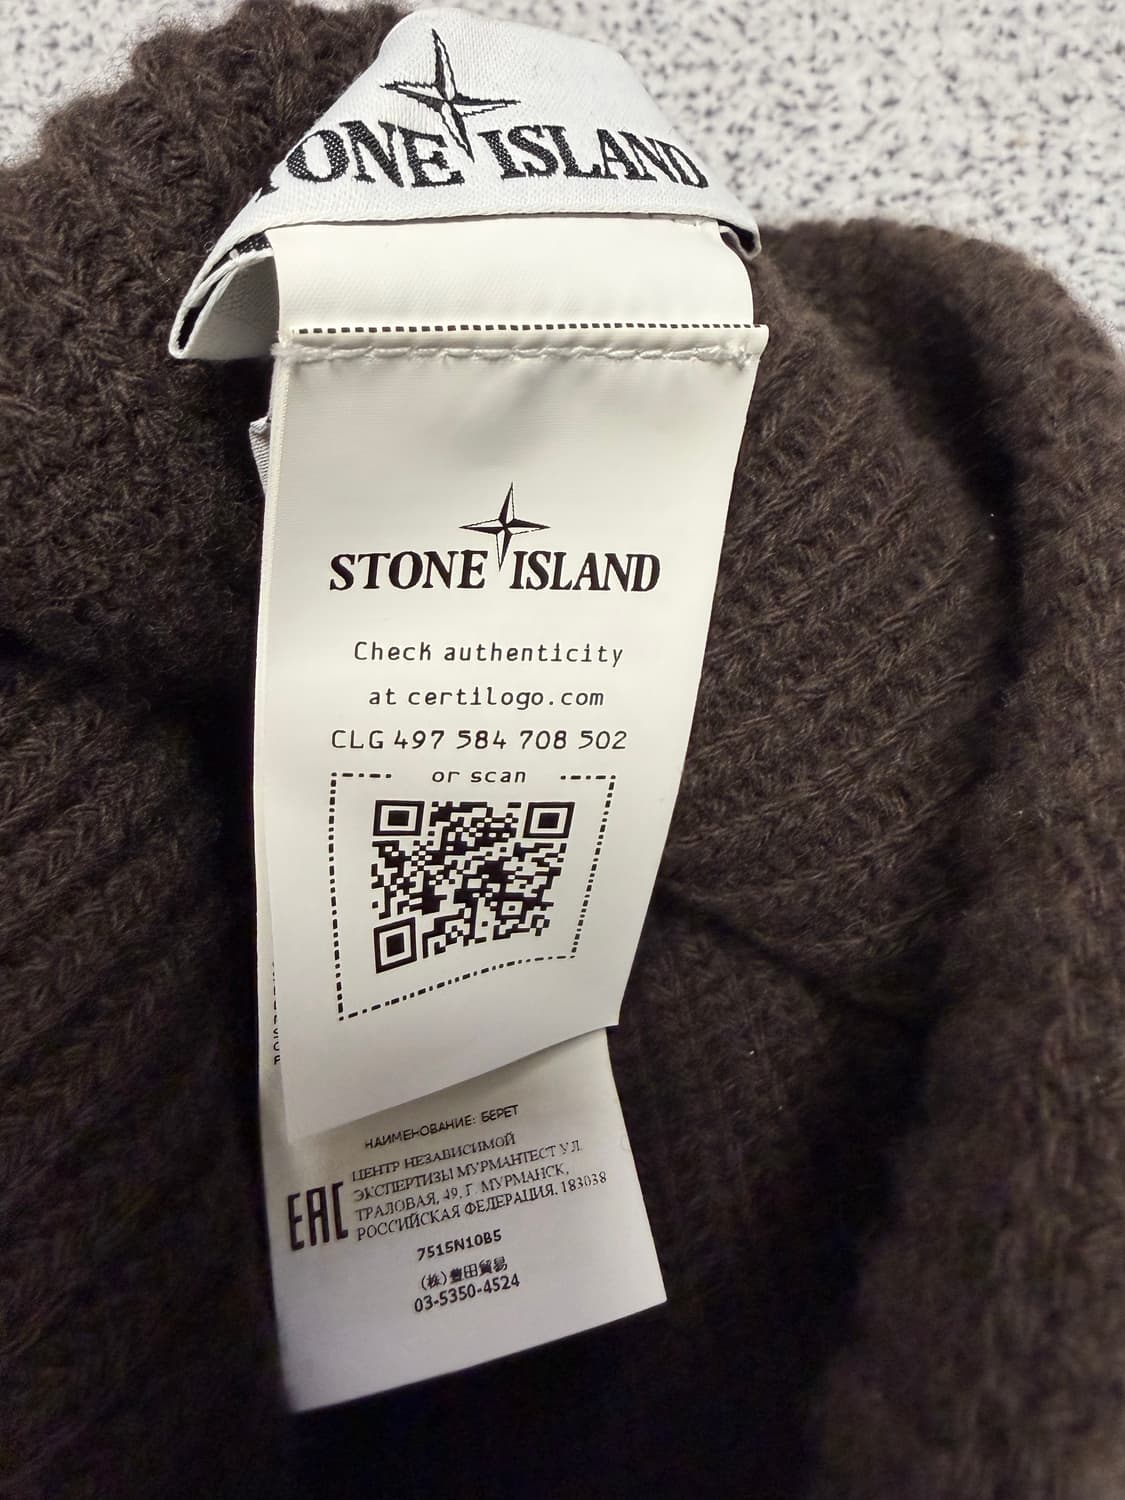 STONE ISLAND
STONE ISLAND
Check authenticity
at certilogo.com
CLG 497 584 708 502
or scan
НАИМЕНОВАНИЕ: БЕРЕТ
ЦЕНТР НЕЗАВИСИМОЙ
ЭКСПЕРТИЗЫ МУРМАНТЕСТ УЛ.
ТРАЛОВАЯ, 49, Г. МУРМАНСК,
РОССИЙСКАЯ ФЕДЕРАЦИЯ. 183038
EAC
7515N10B5
(株)豊田貿易
03-5350-4524